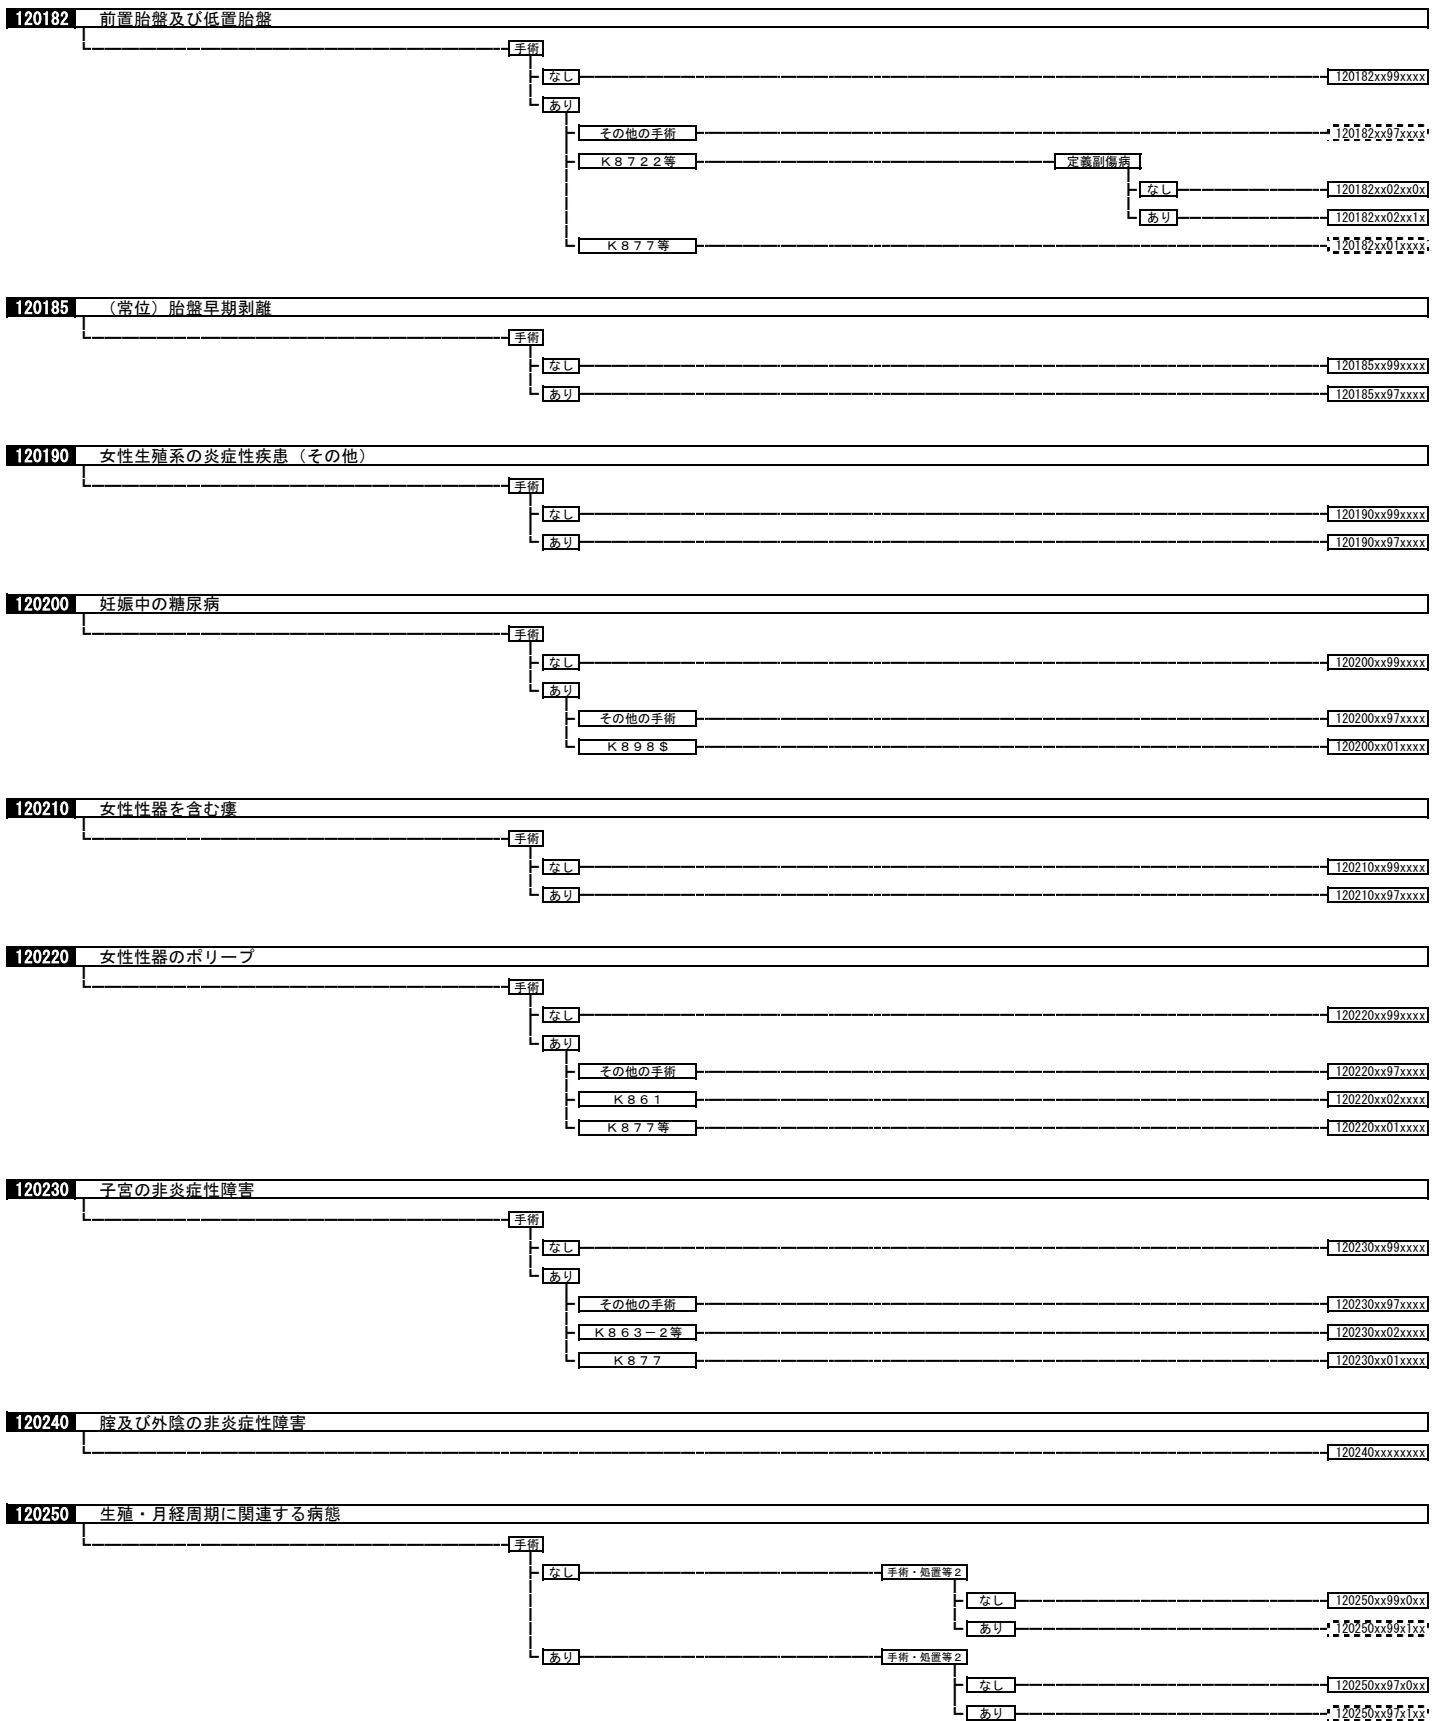 120182 前置胎盤及び低置胎盤
手術
なし 120182xx99xxxx
あり
その他の手術 120182xx97xxxx
K8722等 定義副傷病
なし 120182xx02xx0x
あり 120182xx02xx1x
K877等 120182xx01xxxx
120185 (常位)胎盤早期剥離
手術
なし 120185xx99xxxx
あり 120185xx97xxxx
120190 女性生殖系の炎症性疾患(その他)
手術
なし 120190xx99xxxx
あり 120190xx97xxxx
120200 妊娠中の糖尿病
手術
なし 120200xx99xxxx
あり
その他の手術 120200xx97xxxx
K898$ 120200xx01xxxx
120210 女性性器を含む瘻
手術
なし 120210xx99xxxx
あり 120210xx97xxxx
120220 女性性器のポリープ
手術
なし 120220xx99xxxx
あり
その他の手術 120220xx97xxxx
K861 120220xx02xxxx
K877等 120220xx01xxxx
120230 子宮の非炎症性障害
手術
なし 120230xx99xxxx
あり
その他の手術 120230xx97xxxx
K863-2等 120230xx02xxxx
K877 120230xx01xxxx
120240 腟及び外陰の非炎症性障害
120240xxxxxxxx
120250 生殖・月経周期に関連する病態
手術
なし 手術・処置等2
なし 120250xx99x0xx
あり 120250xx99x1xx
あり 手術・処置等2
なし 120250xx97x0xx
あり 120250xx97x1xx